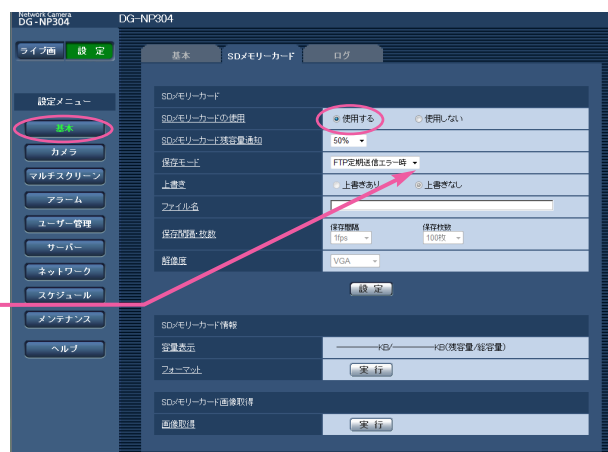 Network Camera
DG-NP304
DG-NP304
ライブ画 設 定
基本 SDメモリーカード ログ
設定メニュー
基本
カメラ
マルチスクリーン
アラーム
ユーザー管理
サーバー
ネットワーク
スケジュール
メンテナンス
ヘルプ
SDメモリーカード
SDメモリーカードの使用 使用する 使用しない
SDメモリーカード残容量通知 50%
保存モード FTP定期送信エラー時
上書き 上書きあり 上書きなし
ファイル名
保存間隔・枚数 保存間隔 1fps 保存枚数 100枚
解像度 VGA
設 定
SDメモリーカード情報
容量表示 ----------KB/----------KB(残容量/総容量)
フォーマット 実 行
SDメモリーカード画像取得
画像取得 実 行